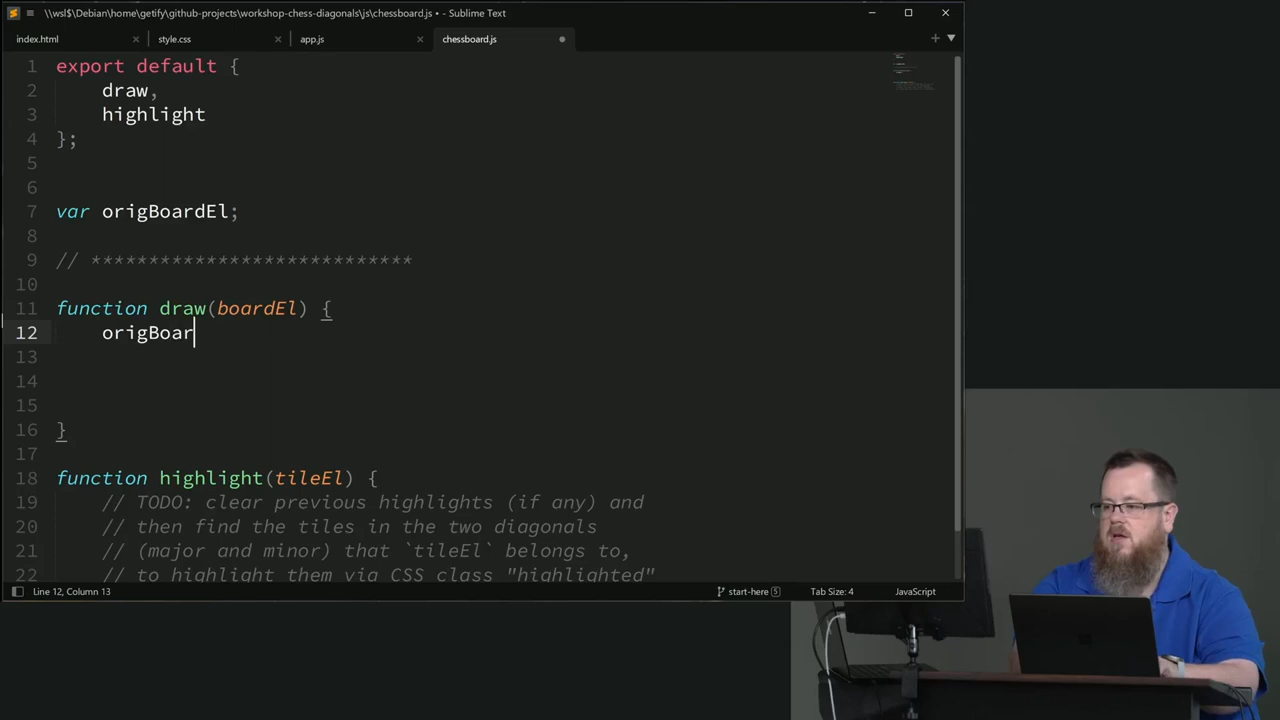 \\wsl$\Debian\home\getify\github-projects\workshop-chess-diagonals\js\chessboard.js • - Sublime Text
index.html
style.css
app.js
chessboard.js
1 export default {
2 draw,
3 highlight
4 };
5
6
7 var origBoardEl;
8
9 // ****************************
10
11 function draw(boardEl) {
12 origBoar
13
14
15
16 }
17
18 function highlight(tileEl) {
19 // TODO: clear previous highlights (if any) and
20 // then find the tiles in the two diagonals
21 // (major and minor) that `tileEl` belongs to,
22 // to highlight them via CSS class "highlighted"
Line 12, Column 13
start-here 5
Tab Size: 4
JavaScript